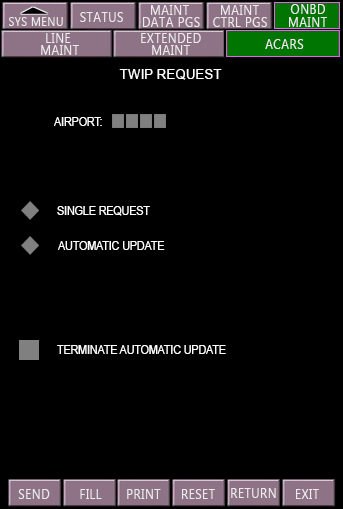 SYS MENU
STATUS
MAINT
DATA PGS
MAINT
CTRL PGS
ONBD
MAINT
LINE
MAINT
EXTENDED
MAINT
ACARS
TWIP REQUEST
AIRPORT:
SINGLE REQUEST
AUTOMATIC UPDATE
TERMINATE AUTOMATIC UPDATE
SEND
FILL
PRINT
RESET
RETURN
EXIT